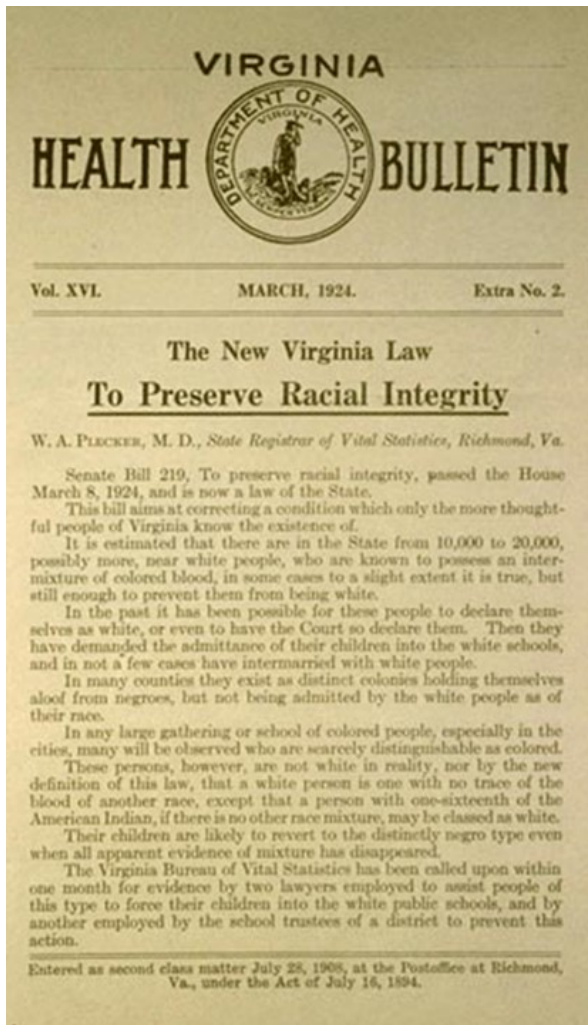 VIRGINIA
HEALTH BULLETIN
DEPARTMENT OF HEALTH
VIRGINIA
Vol. XVI. MARCH, 1924. Extra No. 2.
The New Virginia Law
To Preserve Racial Integrity
W. A. PLECKER, M. D., State Registrar of Vital Statistics, Richmond, Va.
Senate Bill 219, To preserve racial integrity, passed the House
March 8, 1924, and is now a law of the State.
This bill aims at correcting a condition which only the more thought-
ful people of Virginia know the existence of.
It is estimated that there are in the State from 10,000 to 20,000,
possibly more, near white people, who are known to possess an inter-
mixture of colored blood, in some cases to a slight extent it is true, but
still enough to prevent them from being white.
In the past it has been possible for these people to declare them-
selves as white, or even to have the Court so declare them. Then they
have demanded the admittance of their children into the white schools,
and in not a few cases have intermarried with white people.
In many counties they exist as distinct colonies holding themselves
aloof from negroes, but not being admitted by the white people as of
their race.
In any large gathering or school of colored people, especially in the
cities, many will be observed who are scarcely distinguishable as colored.
These persons, however, are not white in reality, nor by the new
definition of this law, that a white person is one with no trace of the
blood of another race, except that a person with one-sixteenth of the
American Indian, if there is no other race mixture, may be classed as white.
Their children are likely to revert to the distinctly negro type even
when all apparent evidence of mixture has disappeared.
The Virginia Bureau of Vital Statistics has been called upon within
one month for evidence by two lawyers employed to assist people of
this type to force their children into the white public schools, and by
another employed by the school trustees of a district to prevent this
action.
Entered as second class matter July 28, 1908, at the Postoffice at Richmond,
Va., under the Act of July 16, 1894.